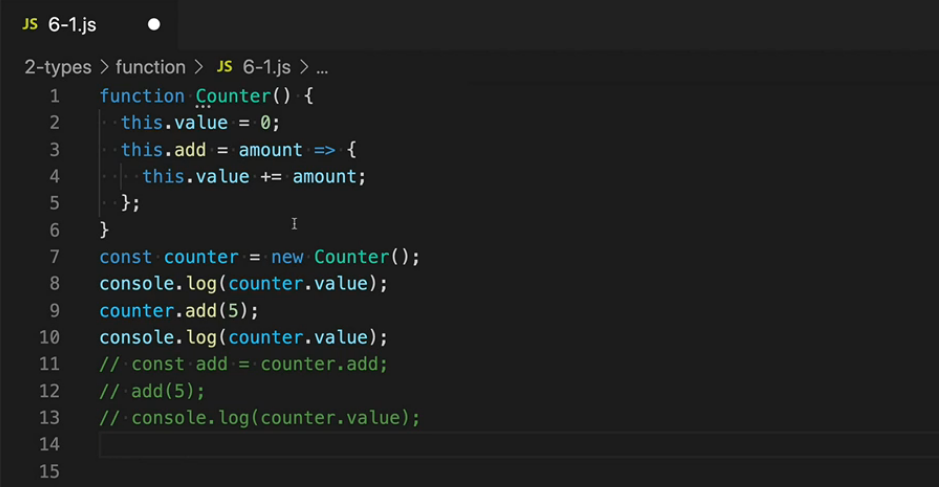 JS 6-1.js
2-types > function > JS 6-1.js > ...
1 function Counter() {
2 this.value = 0;
3 this.add = amount => {
4 this.value += amount;
5 };
6 }
7 const counter = new Counter();
8 console.log(counter.value);
9 counter.add(5);
10 console.log(counter.value);
11 // const add = counter.add;
12 // add(5);
13 // console.log(counter.value);
14
15